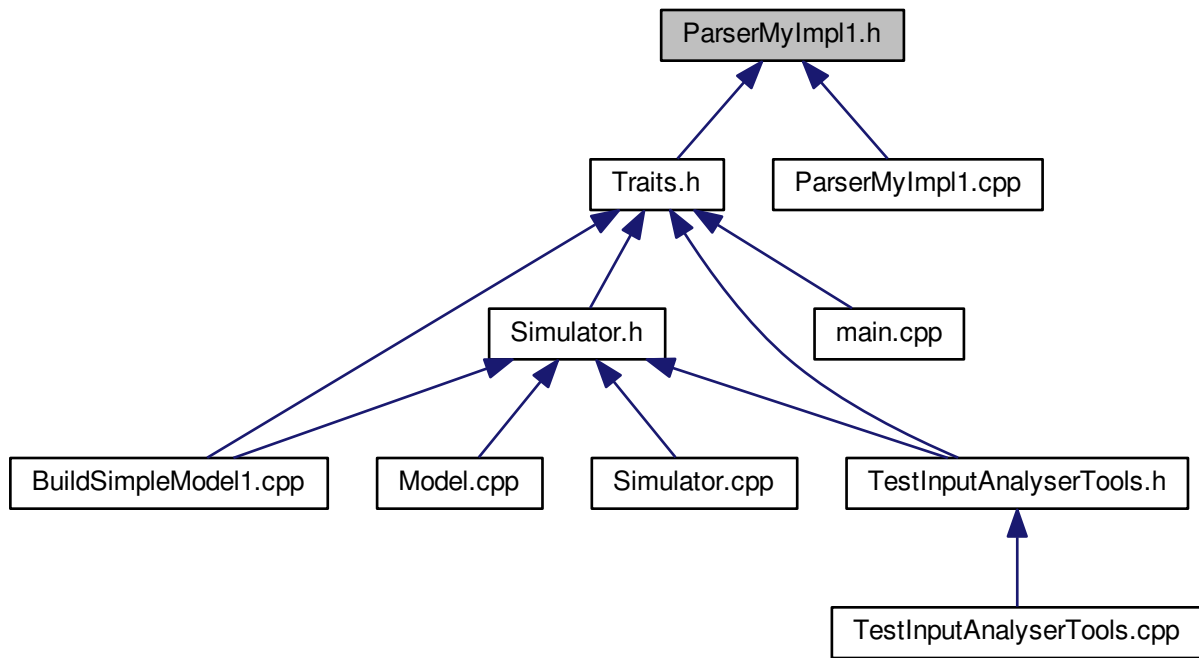 ParserMyImpl1.h
Traits.h
ParserMyImpl1.cpp
Simulator.h
main.cpp
BuildSimpleModel1.cpp
Model.cpp
Simulator.cpp
TestInputAnalyserTools.h
TestInputAnalyserTools.cpp